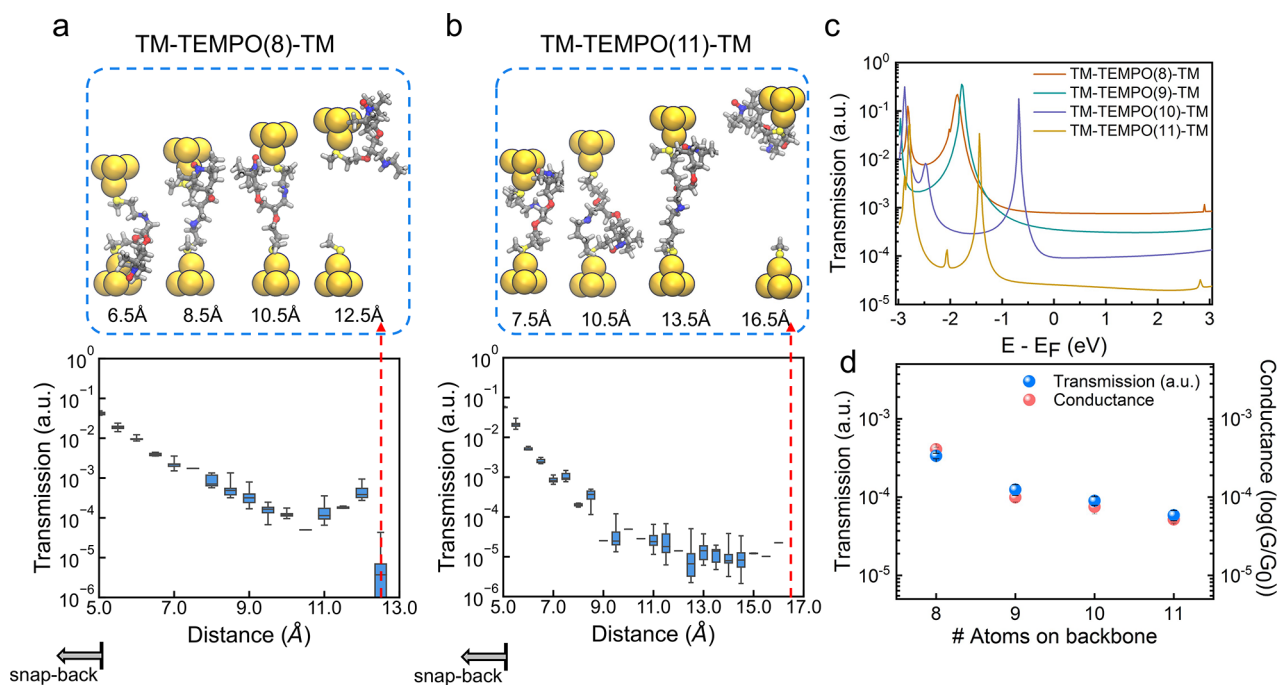 a
TM-TEMPO(8)-TM
6.5Å 8.5Å 10.5Å 12.5Å
Transmission (a.u.)
10^0
10^-1
10^-2
10^-3
10^-4
10^-5
10^-6
5.0 7.0 9.0 11.0 13.0
Distance (Å)
snap-back
b
TM-TEMPO(11)-TM
7.5Å 10.5Å 13.5Å 16.5Å
Transmission (a.u.)
10^0
10^-1
10^-2
10^-3
10^-4
10^-5
10^-6
5.0 7.0 9.0 11.0 13.0 15.0 17.0
Distance (Å)
snap-back
c
TM-TEMPO(8)-TM
TM-TEMPO(9)-TM
TM-TEMPO(10)-TM
TM-TEMPO(11)-TM
Transmission (a.u.)
10^0
10^-1
10^-2
10^-3
10^-4
10^-5
-3 -2 -1 0 1 2 3
E - E_F (eV)
d
Transmission (a.u.)
Conductance
Transmission (a.u.)
10^-3
10^-4
10^-5
Conductance (log(G/G_0)))
10^-3
10^-4
10^-5
8 9 10 11
# Atoms on backbone